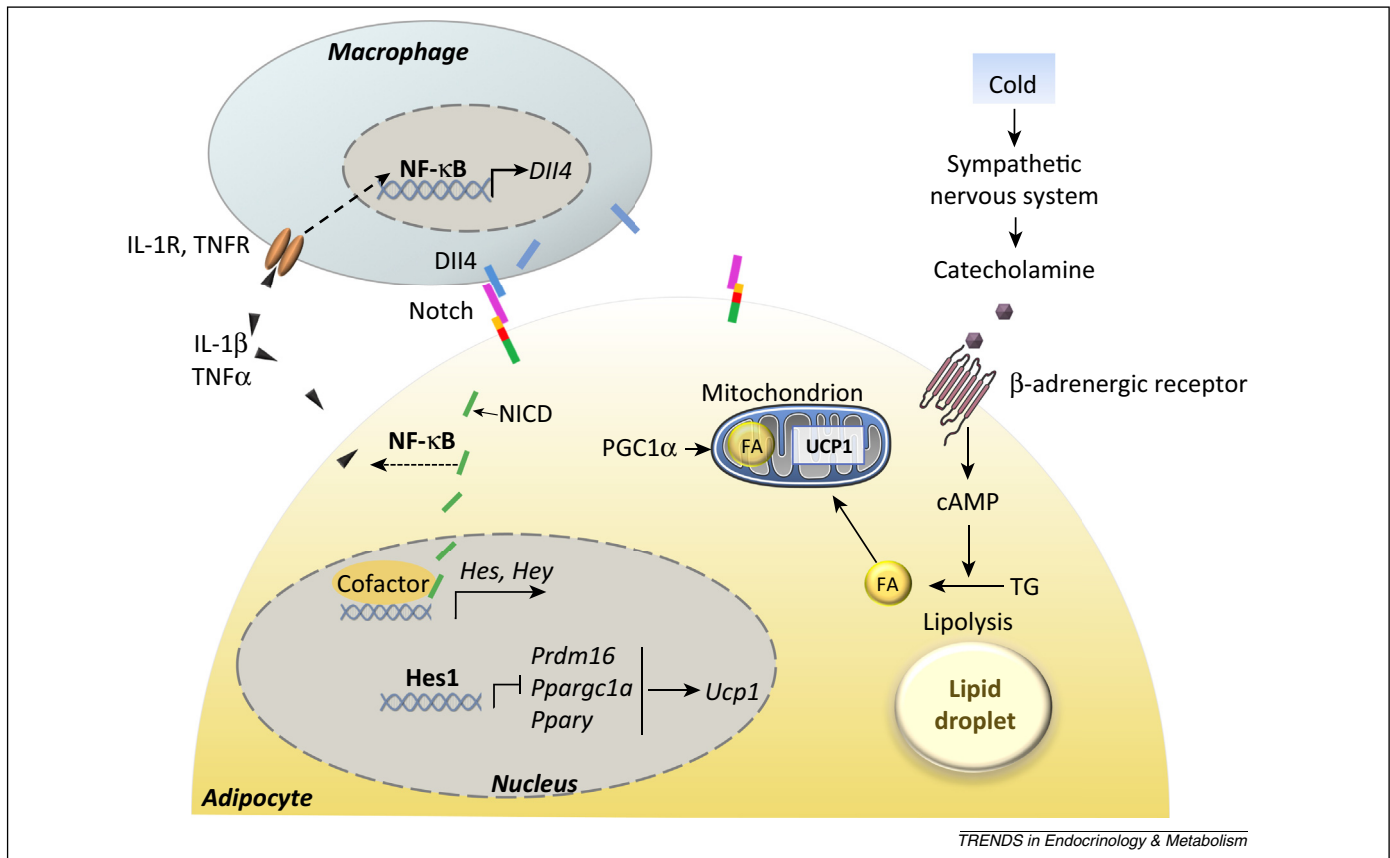 Macrophage
NF-κB
Dll4
IL-1R, TNFR
Dll4
Notch
IL-1β
TNFα
NICD
NF-κB
Cofactor
Hes, Hey
Hes1
Prdm16
Ppargc1a
Ppary
Ucp1
Nucleus
Adipocyte
Cold
Sympathetic
nervous system
Catecholamine
β-adrenergic receptor
Mitochondrion
PGC1α
FA
UCP1
cAMP
FA
TG
Lipolysis
Lipid
droplet
TRENDS in Endocrinology & Metabolism